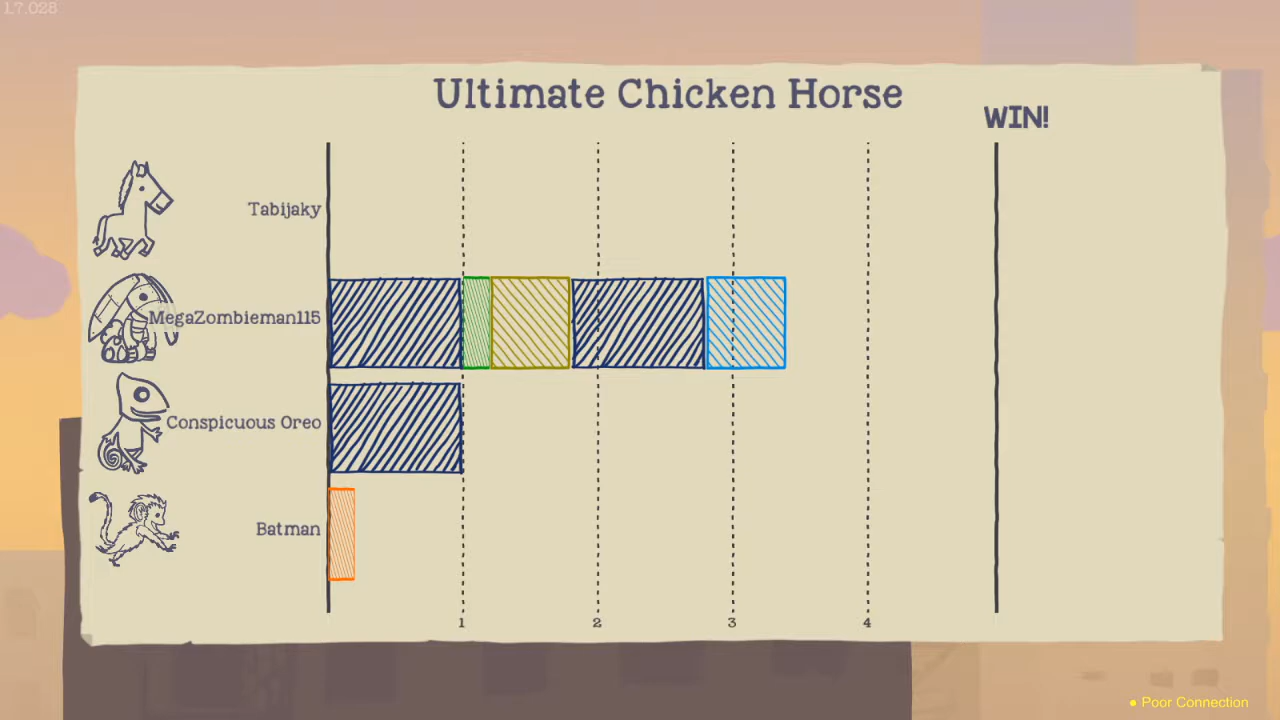 1.7.028
Ultimate Chicken Horse
WIN!
Tabijaky
MegaZombieman115
Conspicuous Oreo
Batman
1 2 3 4
Poor Connection